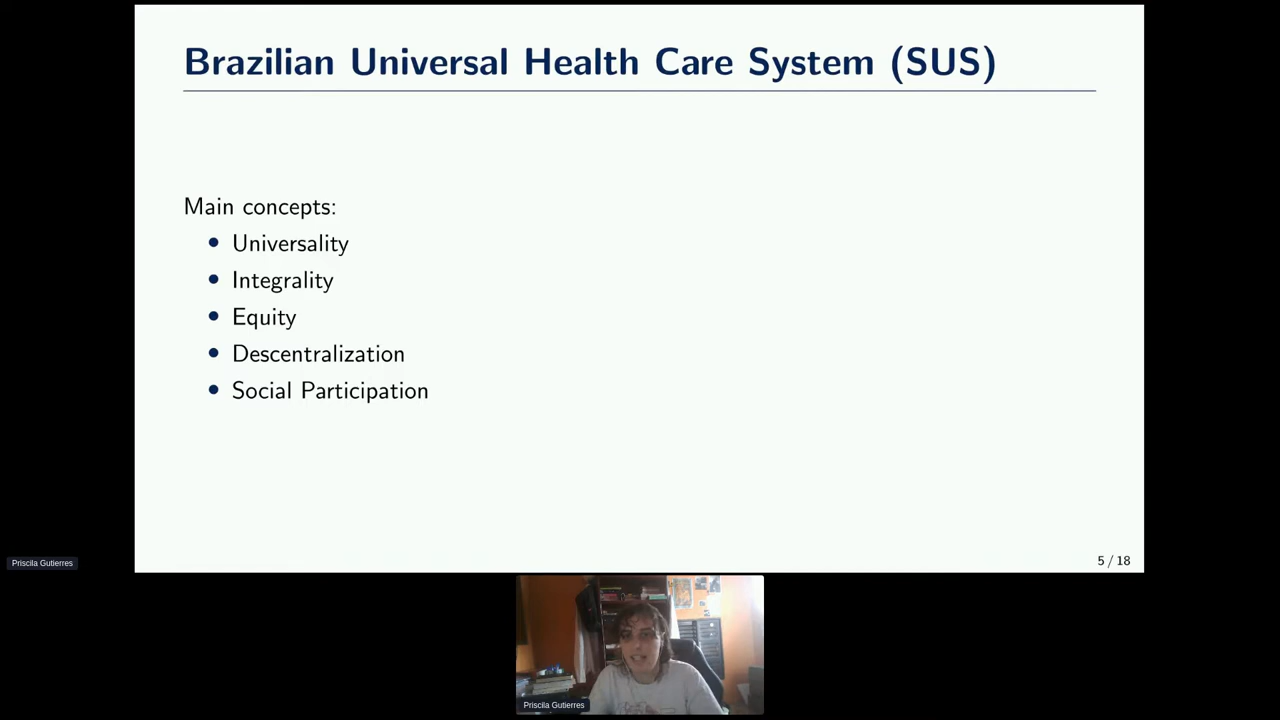 Brazilian Universal Health Care System (SUS)
Main concepts:
• Universality
• Integrality
• Equity
• Descentralization
• Social Participation
5 / 18
Priscila Gutierres
Priscila Gutierres